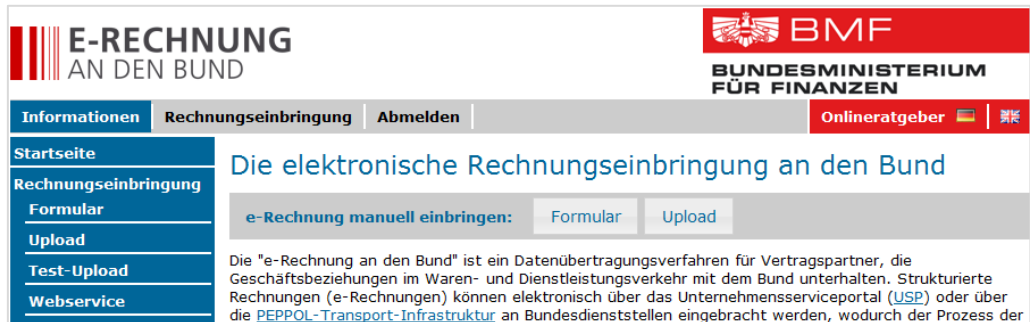 E-RECHNUNG
AN DEN BUND
BMF
BUNDESMINISTERIUM
FÜR FINANZEN
Informationen Rechnungseinbringung Abmelden Onlineratgeber
Startseite
Rechnungseinbringung
Formular
Upload
Test-Upload
Webservice
Die elektronische Rechnungseinbringung an den Bund
e-Rechnung manuell einbringen: Formular Upload
Die "e-Rechnung an den Bund" ist ein Datenübertragungsverfahren für Vertragspartner, die
Geschäftsbeziehungen im Waren- und Dienstleistungsverkehr mit dem Bund unterhalten. Strukturierte
Rechnungen (e-Rechnungen) können elektronisch über das Unternehmensserviceportal (USP) oder über
die PEPPOL-Transport-Infrastruktur an Bundesdienststellen eingebracht werden, wodurch der Prozess der